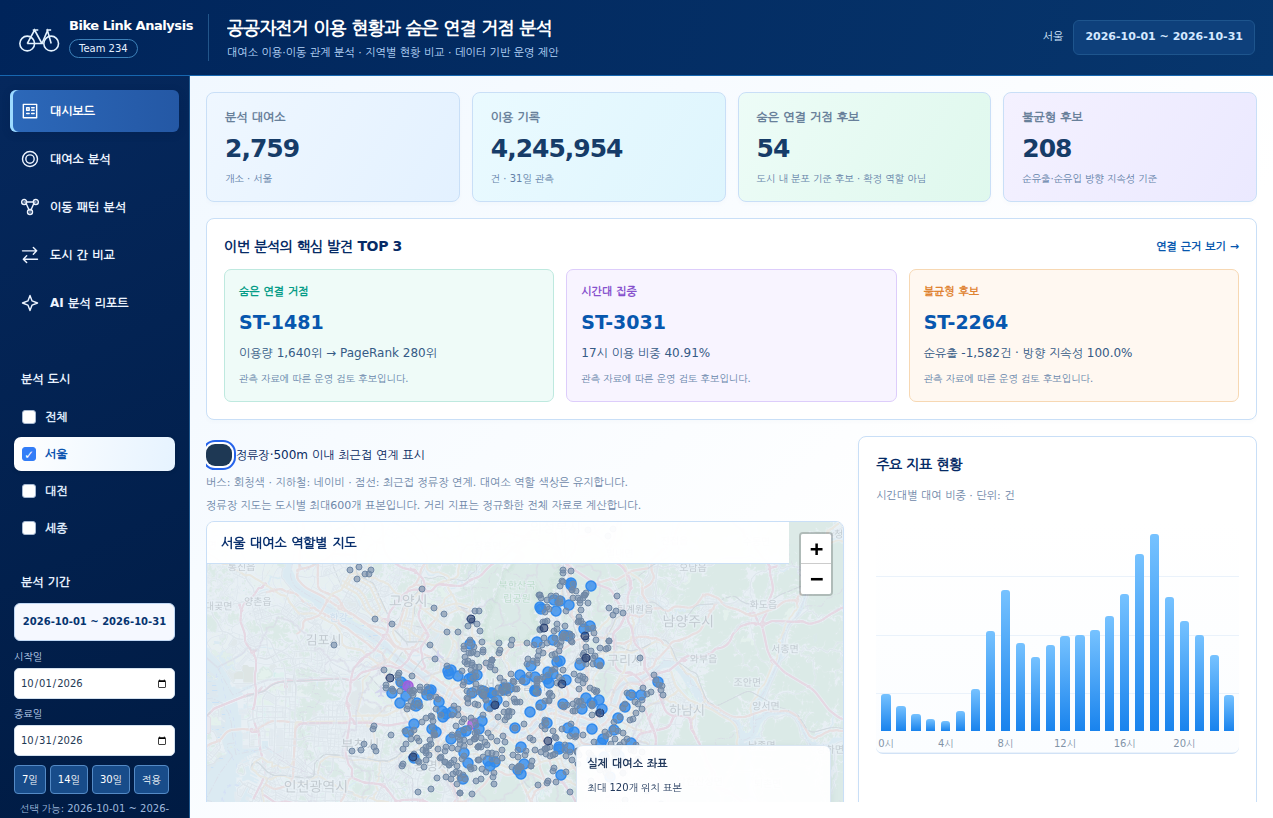 Bike Link Analysis
Team 234
공공자전거 이용 현황과 숨은 연결 거점 분석
대여소 이용·이동 관계 분석 · 지역별 현황 비교 · 데이터 기반 운영 제안
서울
2026-10-01 ~ 2026-10-31
대시보드
대여소 분석
이동 패턴 분석
도시 간 비교
AI 분석 리포트
분석 도시
전체
서울
대전
세종
분석 기간
2026-10-01 ~ 2026-10-31
시작일
10/01/2026
종료일
10/31/2026
7일
14일
30일
적용
선택 가능: 2026-10-01 ~ 2026-
분석 대여소
2,759
개소 · 서울
이용 기록
4,245,954
건 · 31일 관측
숨은 연결 거점 후보
54
도시 내 분포 기준 후보 · 확정 역할 아님
불균형 후보
208
순유출·순유입 방향 지속성 기준
이번 분석의 핵심 발견 TOP 3
연결 근거 보기 →
숨은 연결 거점
ST-1481
이용량 1,640위 → PageRank 280위
관측 자료에 따른 운영 검토 후보입니다.
시간대 집중
ST-3031
17시 이용 비중 40.91%
관측 자료에 따른 운영 검토 후보입니다.
불균형 후보
ST-2264
순유출 -1,582건 · 방향 지속성 100.0%
관측 자료에 따른 운영 검토 후보입니다.
정류장·500m 이내 최근접 연계 표시
버스: 회청색 · 지하철: 네이비 · 점선: 최근접 정류장 연계. 대여소 역할 색상은 유지합니다.
정류장 지도는 도시별 최대600개 표본입니다. 거리 지표는 정규화한 전체 자료로 계산합니다.
서울 대여소 역할별 지도
+
−
양촌읍
고양시
김포시
남양주시
화도읍
와부읍
서종면
조안면
양서면
하남시
구리시
인천광역시
실제 대여소 좌표
최대 120개 위치 표본
주요 지표 현황
시간대별 대여 비중 · 단위: 건
0시
4시
8시
12시
16시
20시